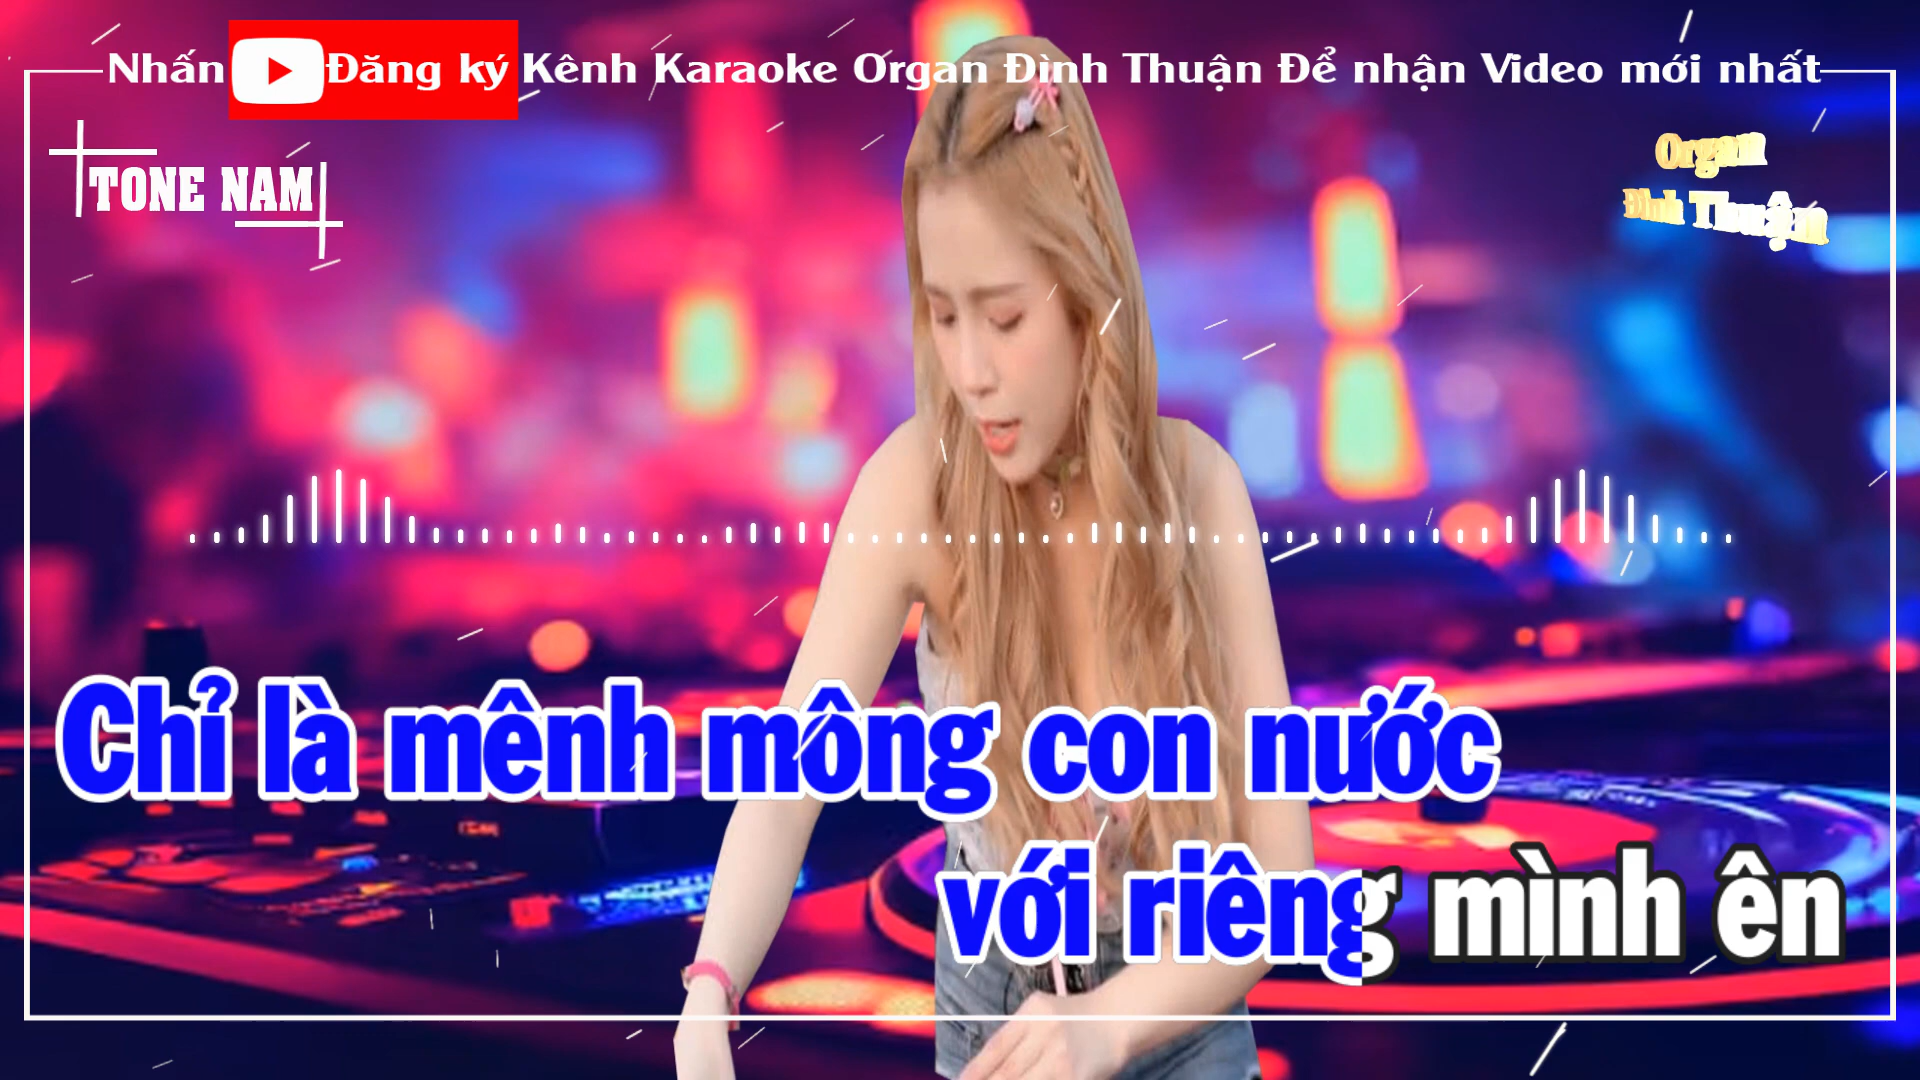 Nhấn Đăng ký Kênh Karaoke Organ Đình Thuận Để nhận Video mới nhất
TONE NAM
Organ
Đình Thuận
Chỉ là mênh mông con nước
với riêng mình ên